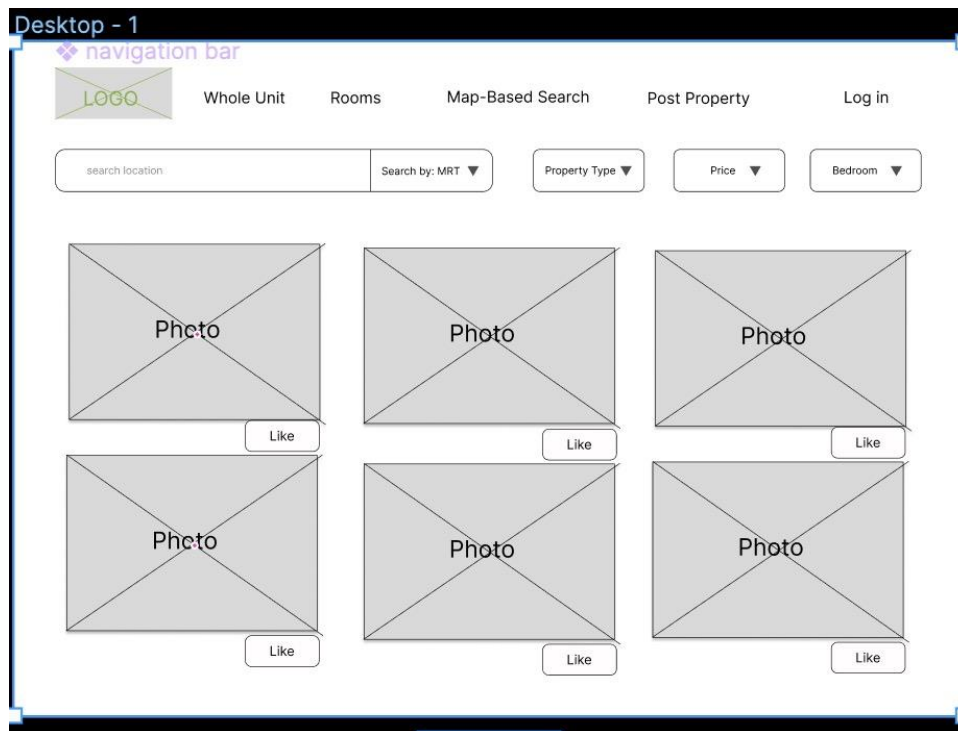 Desktop - 1
navigation bar
LOGO Whole Unit Rooms Map-Based Search Post Property Log in
search location Search by: MRT Property Type Price Bedroom
Photo Photo Photo
Like Like Like
Photo Photo Photo
Like Like Like